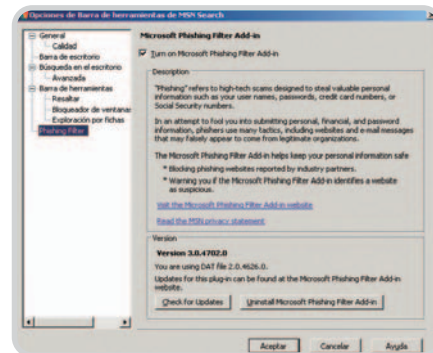 Opciones de Barra de herramientas de MSN Search
General
Calidad
Barra de escritorio
Búsqueda en el escritorio
Avanzada
Barra de herramientas
Resaltar
Bloqueador de ventanas
Exploración por fichas
Phishing Filter
Microsoft Phishing Filter Add-in
Turn on Microsoft Phishing Filter Add-in
Description
"Phishing" refers to high-tech scams designed to steal valuable personal
information such as your user names, passwords, credit card numbers, or
Social Security numbers.
In an attempt to fool you into submitting personal, financial, and password
information, phishers use many tactics, including websites and e-mail messages
that may falsely appear to come from legitimate organizations.
The Microsoft Phishing Filter Add-in helps keep your personal information safe
* Blocking phishing websites reported by industry partners.
* Warning you if the Microsoft Phishing Filter Add-in identifies a website
as suspicious.
Visit the Microsoft Phishing Filter Add-in website
Read the MSN privacy statement
Version
Version 3.0.4702.0
You are using DAT file 2.0.4626.0.
Updates for this plug-in can be found at the Microsoft Phishing Filter Add-in
website.
Check for Updates
Uninstall Microsoft Phishing Filter Add-in
Aceptar
Cancelar
Ayuda